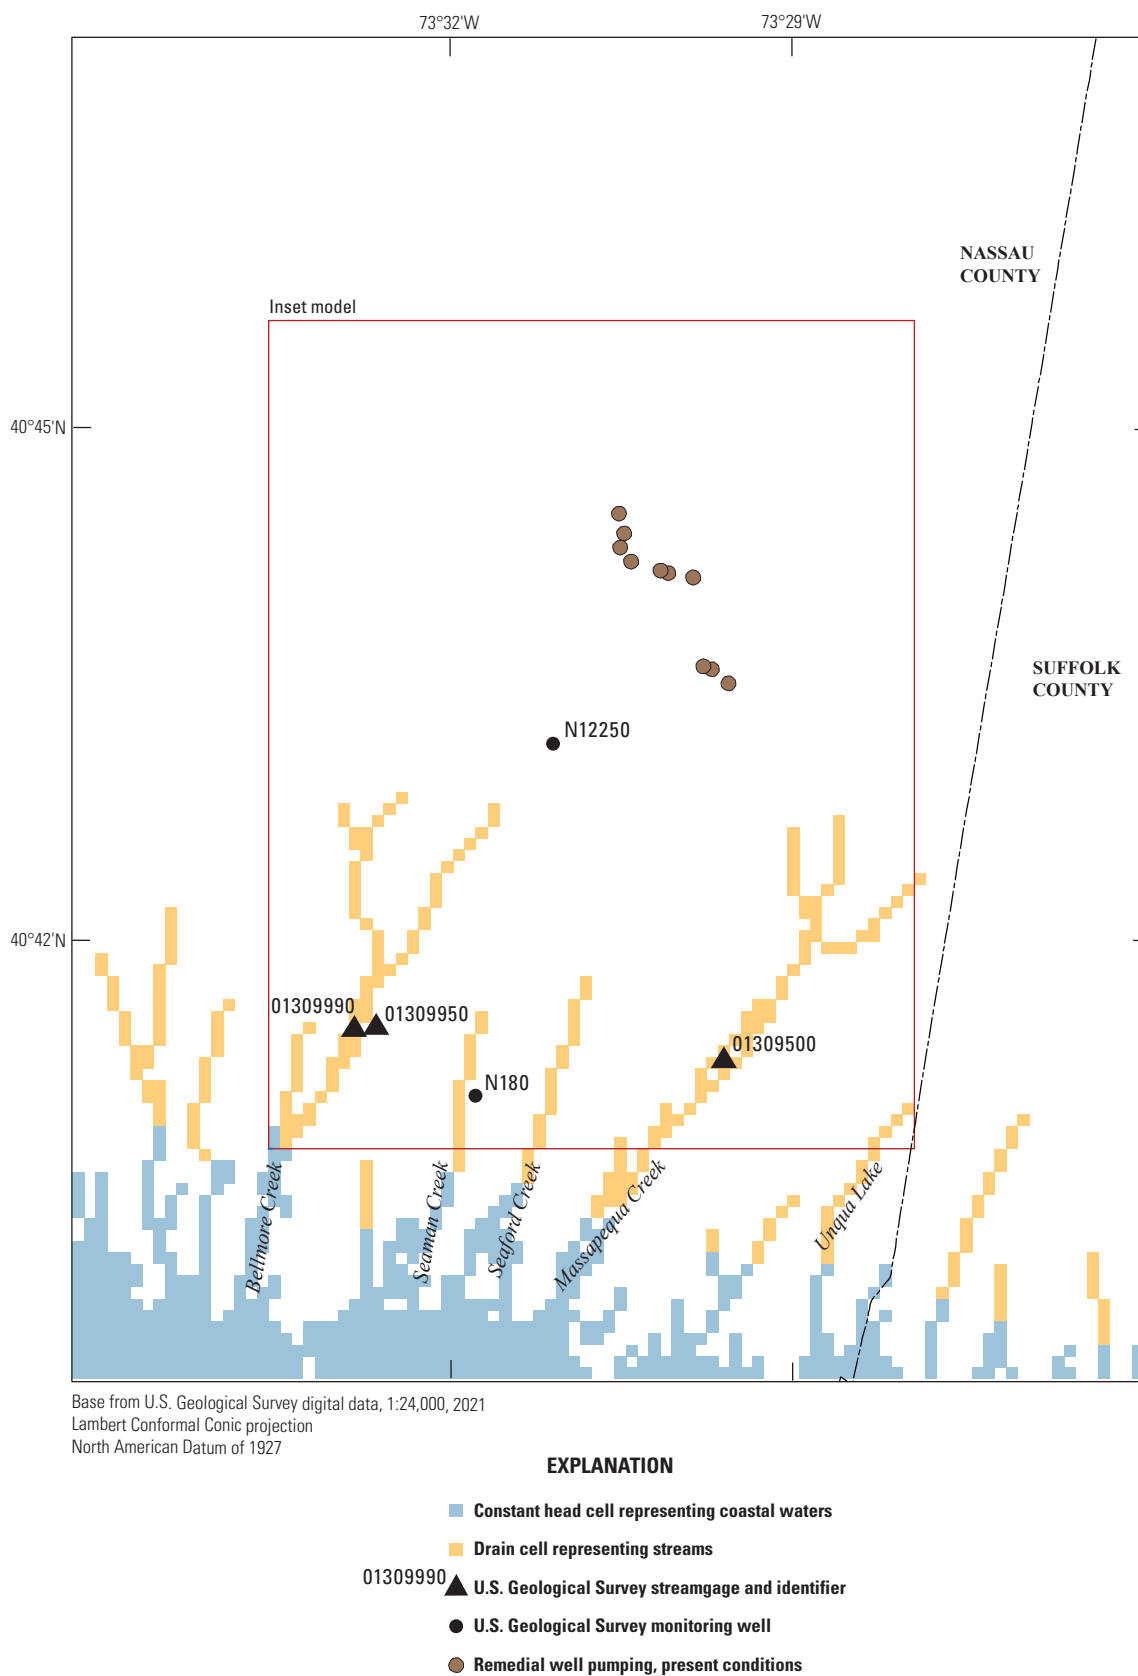 73°32'W
73°29'W
NASSAU
COUNTY
Inset model
40°45'N
SUFFOLK
COUNTY
N12250
40°42'N
01309990
01309950
01309500
N180
Bellmore Creek
Seaman Creek
Seaford Creek
Massapequa Creek
Unqua Lake
Base from U.S. Geological Survey digital data, 1:24,000, 2021
Lambert Conformal Conic projection
North American Datum of 1927
EXPLANATION
Constant head cell representing coastal waters
Drain cell representing streams
01309990 U.S. Geological Survey streamgage and identifier
U.S. Geological Survey monitoring well
Remedial well pumping, present conditions